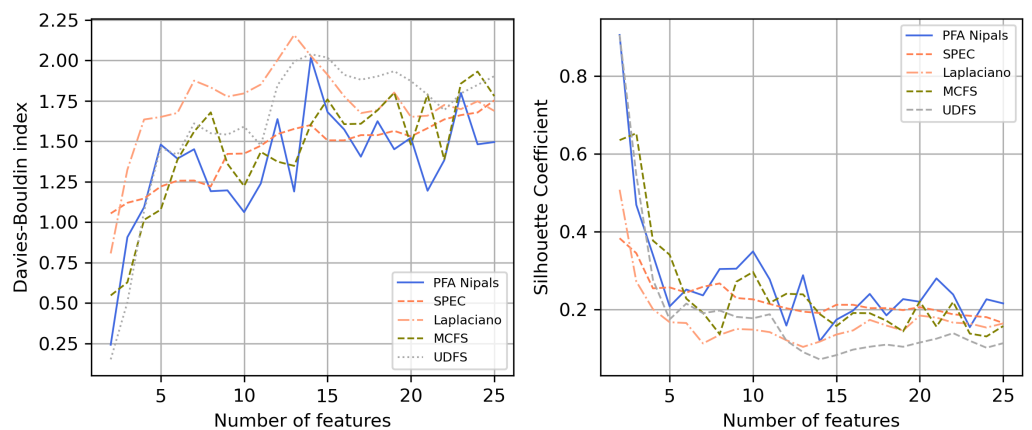 Davies-Bouldin index
2.25
2.00
1.75
1.50
1.25
1.00
0.75
0.50
0.25
5
10
15
20
25
Number of features
PFA Nipals
SPEC
Laplaciano
MCFS
UDFS
Silhouette Coefficient
0.8
0.6
0.4
0.2
5
10
15
20
25
Number of features
PFA Nipals
SPEC
Laplaciano
MCFS
UDFS